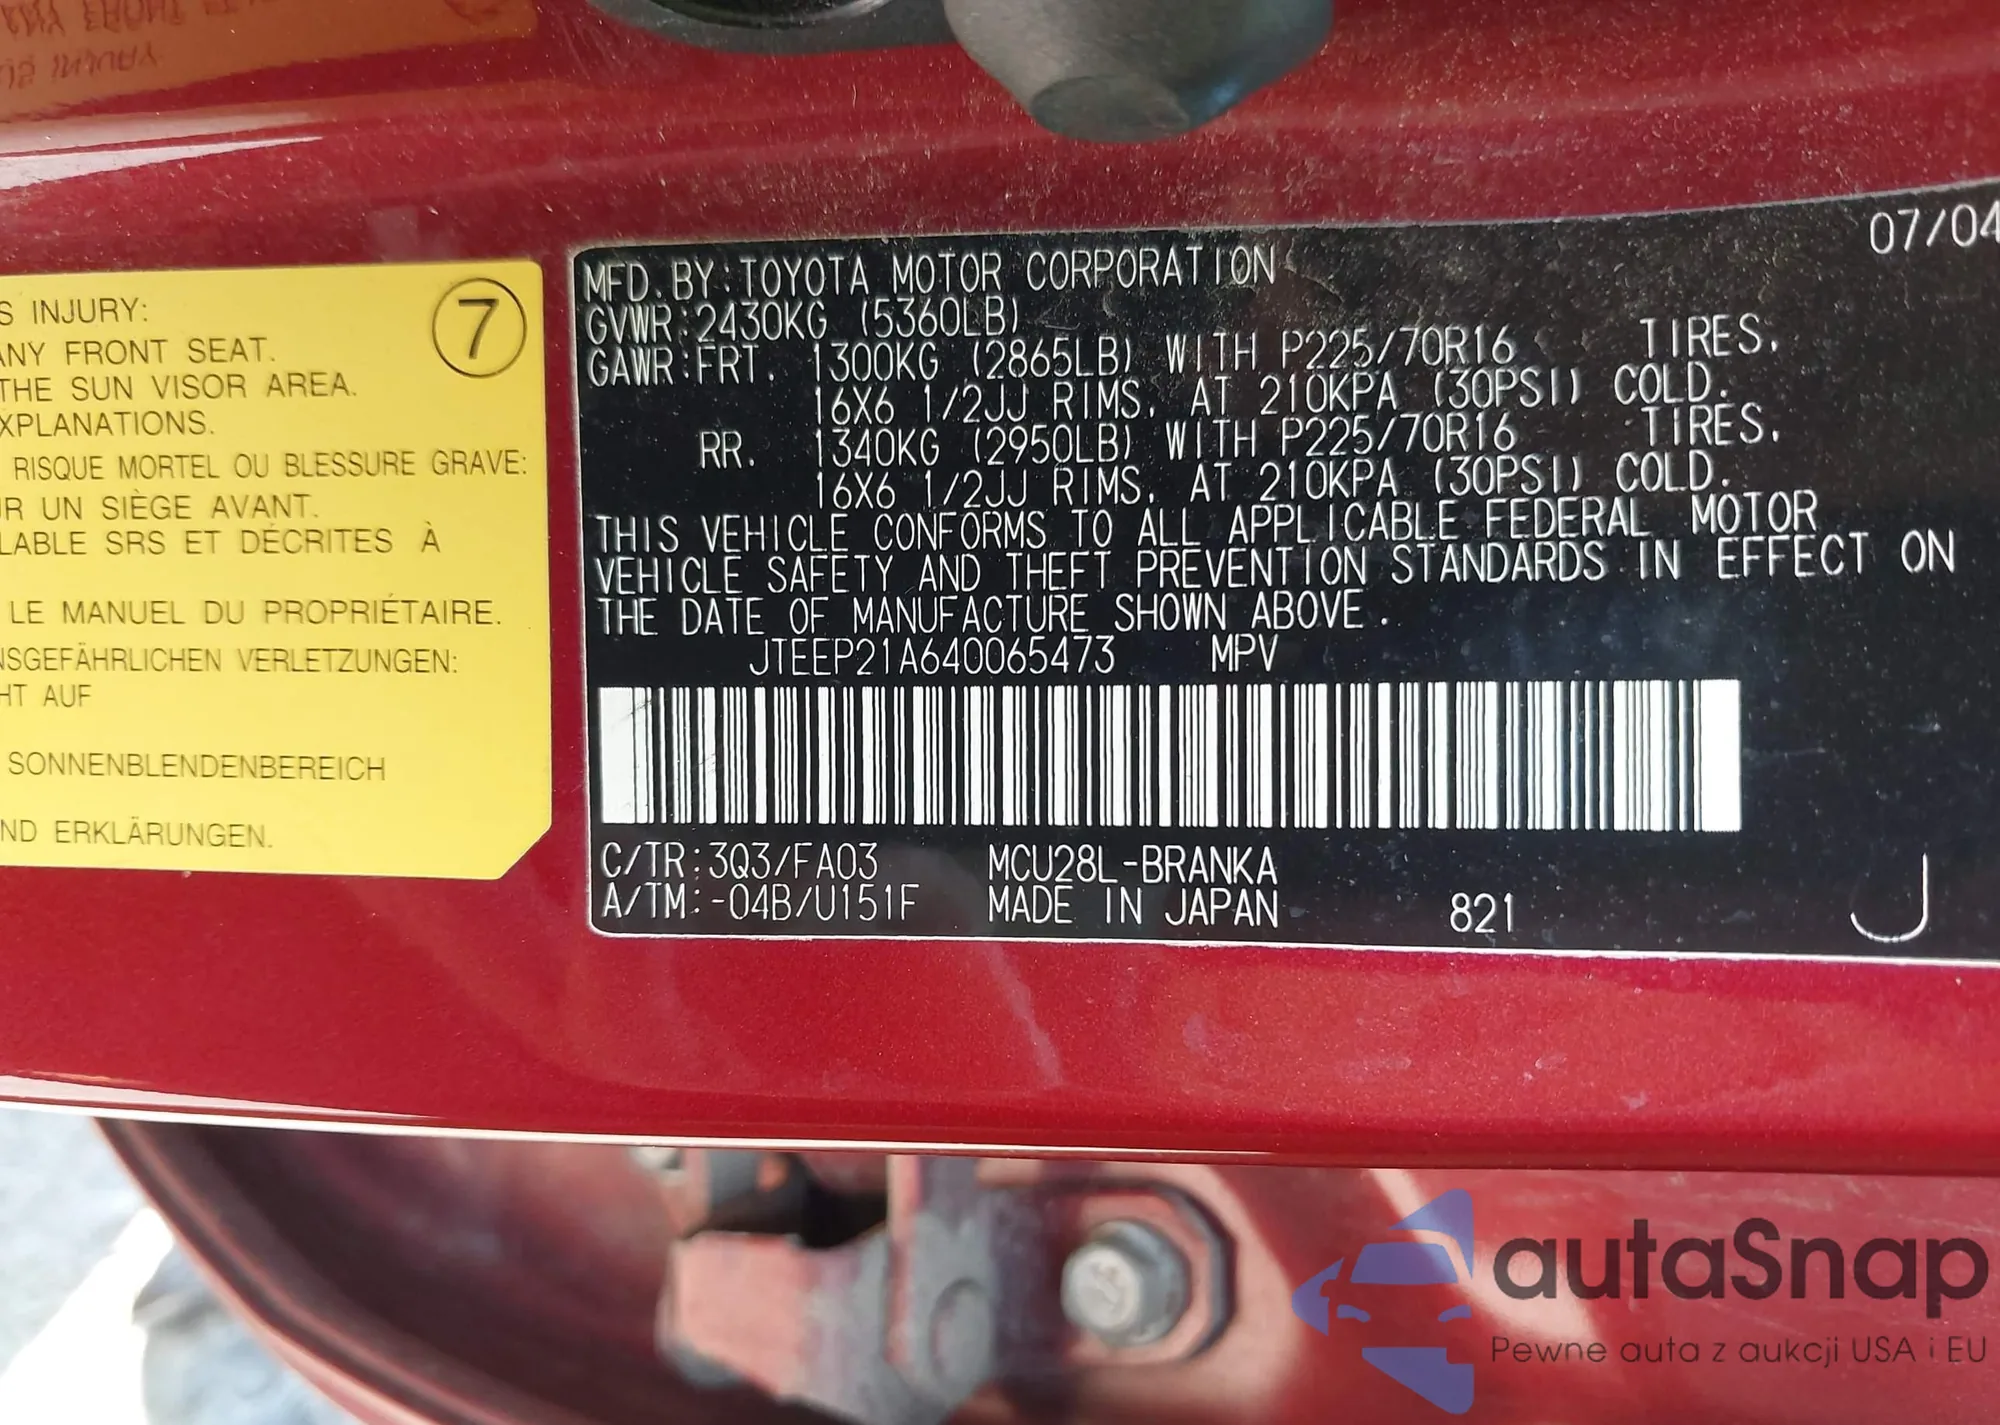 S INJURY:
7
ANY FRONT SEAT.
THE SUN VISOR AREA.
XPLANATIONS.
RISQUE MORTEL OU BLESSURE GRAVE:
R UN SIÈGE AVANT.
LABLE SRS ET DÉCRITES À
LE MANUEL DU PROPRIÉTAIRE.
NSGEFÄHRLICHEN VERLETZUNGEN:
HT AUF
SONNENBLENDENBEREICH
ND ERKLÄRUNGEN.
07/04
MFD. BY: TOYOTA MOTOR CORPORATION
GVWR: 2430KG (5360LB)
GAWR: FRT. 1300KG (2865LB) WITH P225/70R16 TIRES.
16X6 1/2JJ RIMS. AT 210KPA (30PSI) COLD.
RR. 1340KG (2950LB) WITH P225/70R16 TIRES.
16X6 1/2JJ RIMS. AT 210KPA (30PSI) COLD.
THIS VEHICLE CONFORMS TO ALL APPLICABLE FEDERAL MOTOR
VEHICLE SAFETY AND THEFT PREVENTION STANDARDS IN EFFECT ON
THE DATE OF MANUFACTURE SHOWN ABOVE.
JTEEP21A640065473 MPV
C/TR: 3Q3/FA03 MCU28L-BRANKA
A/TM: -04B/U151F MADE IN JAPAN 821 J
autaSnap
Pewne auta z aukcji USA i EU